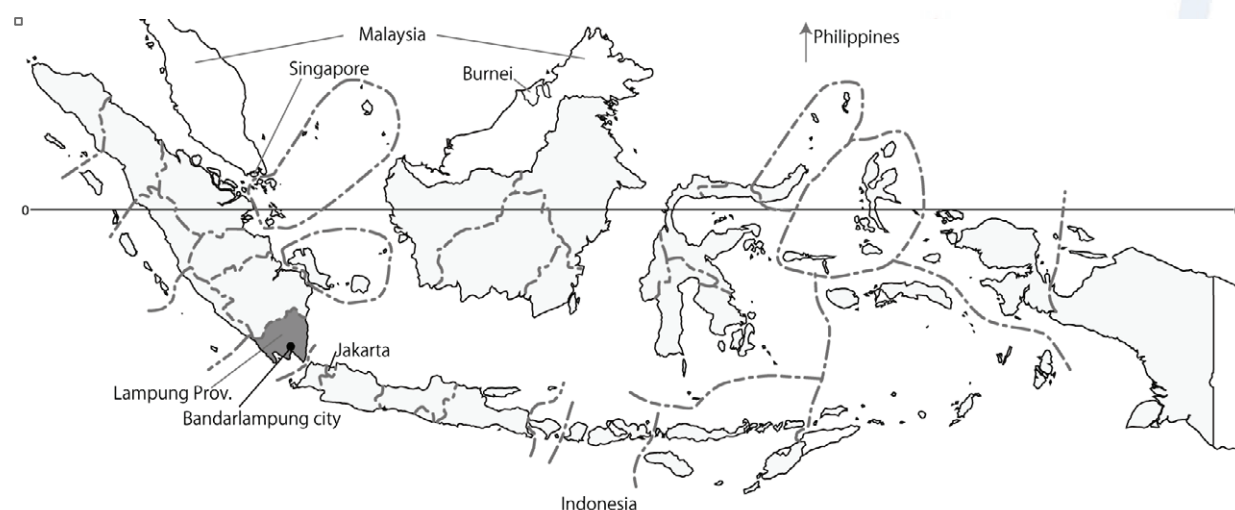 Malaysia
Philippines
Singapore
Burnei
0
Jakarta
Lampung Prov.
Bandarlampung city
Indonesia